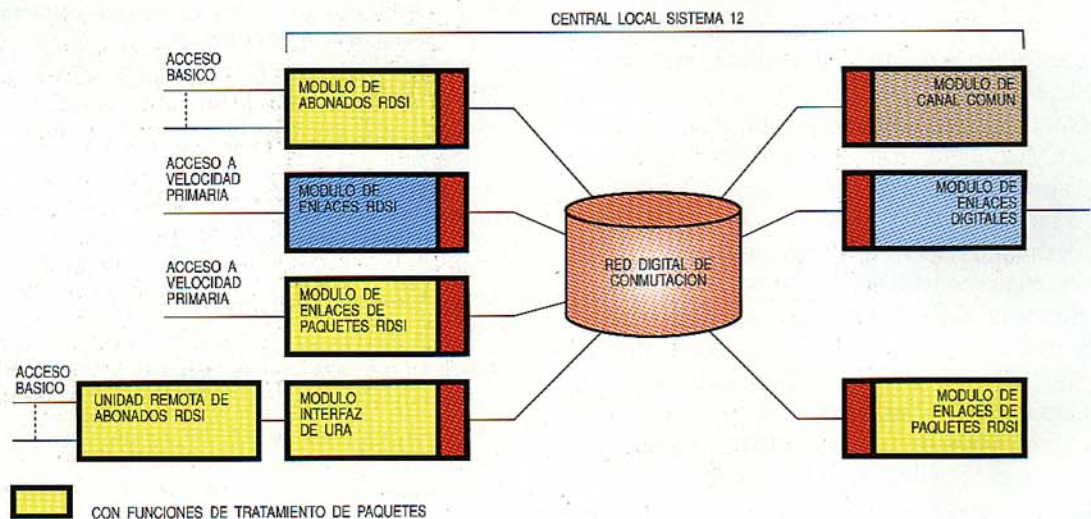 CENTRAL LOCAL SISTEMA 12
ACCESO
BASICO
MODULO DE
ABONADOS RDSI
MODULO DE
CANAL COMUN
ACCESO A
VELOCIDAD
PRIMARIA
MODULO DE
ENLACES RDSI
MODULO DE
ENLACES
DIGITALES
RED DIGITAL DE
CONMUTACION
ACCESO A
VELOCIDAD
PRIMARIA
MODULO DE
ENLACES DE
PAQUETES RDSI
ACCESO
BASICO
UNIDAD REMOTA DE
ABONADOS RDSI
MODULO
INTERFAZ
DE URA
MODULO DE
ENLACES DE
PAQUETES RDSI
CON FUNCIONES DE TRATAMIENTO DE PAQUETES